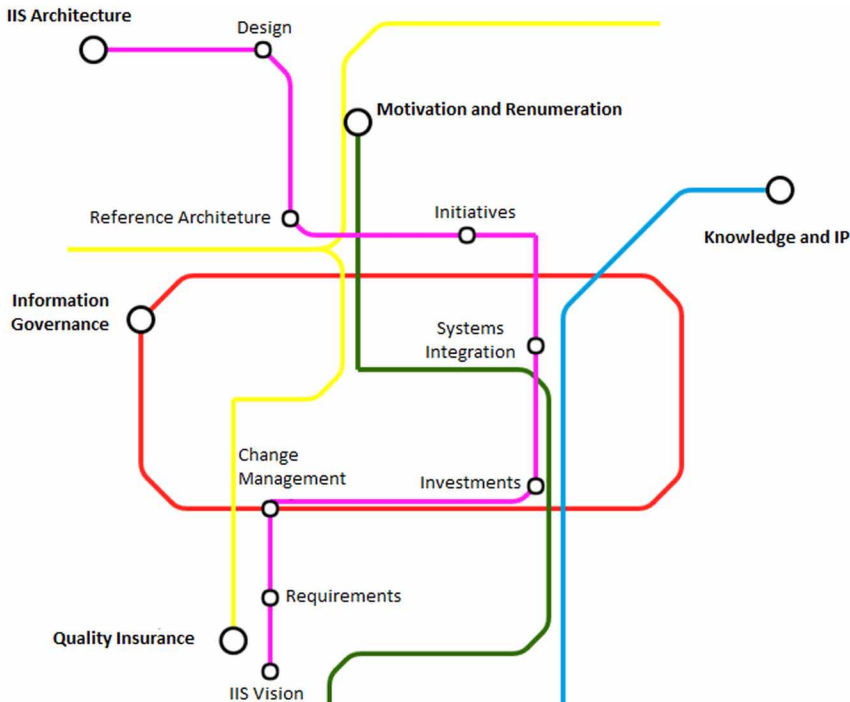 IIS Architecture
Design
Motivation and Renumeration
Reference Architeture
Initiatives
Knowledge and IP
Information
Governance
Systems
Integration
Change
Management
Investments
Requirements
Quality Insurance
IIS Vision